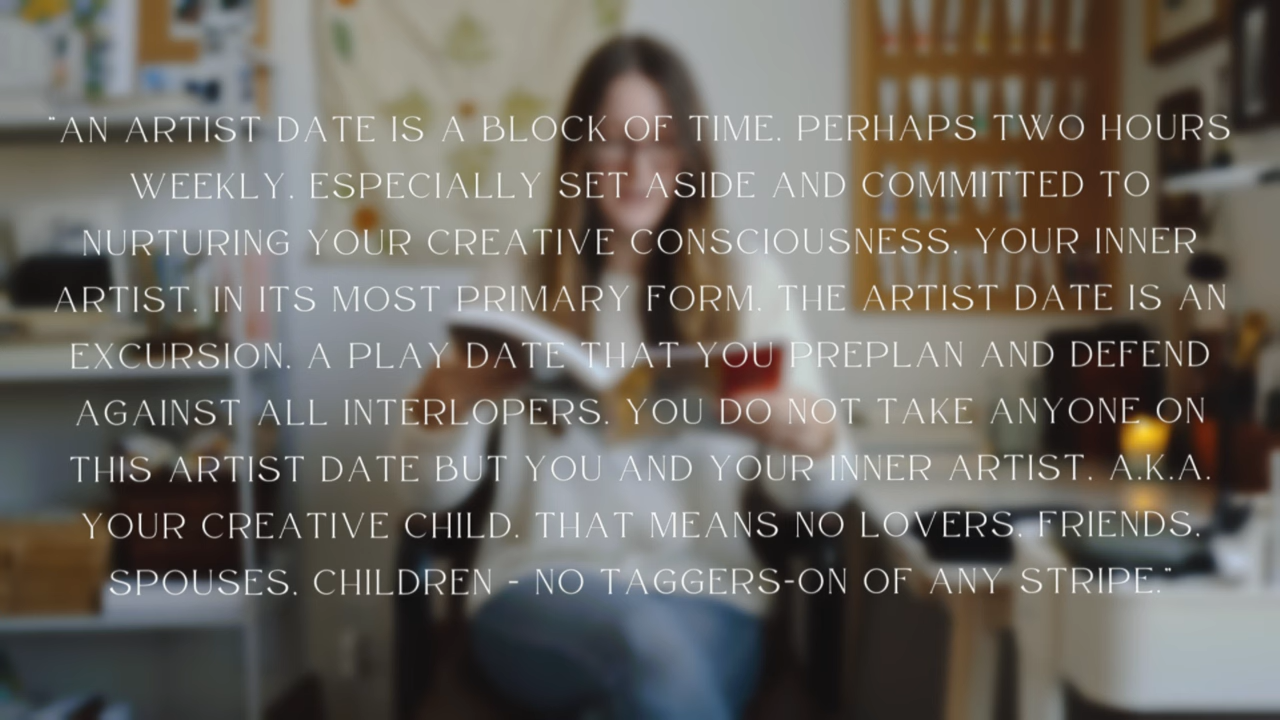 "AN ARTIST DATE IS A BLOCK OF TIME, PERHAPS TWO HOURS
WEEKLY, ESPECIALLY SET ASIDE AND COMMITTED TO
NURTURING YOUR CREATIVE CONSCIOUSNESS, YOUR INNER
ARTIST. IN ITS MOST PRIMARY FORM, THE ARTIST DATE IS AN
EXCURSION, A PLAY DATE THAT YOU PREPLAN AND DEFEND
AGAINST ALL INTERLOPERS. YOU DO NOT TAKE ANYONE ON
THIS ARTIST DATE BUT YOU AND YOUR INNER ARTIST, A.K.A.
YOUR CREATIVE CHILD. THAT MEANS NO LOVERS, FRIENDS,
SPOUSES, CHILDREN - NO TAGGERS-ON OF ANY STRIPE."